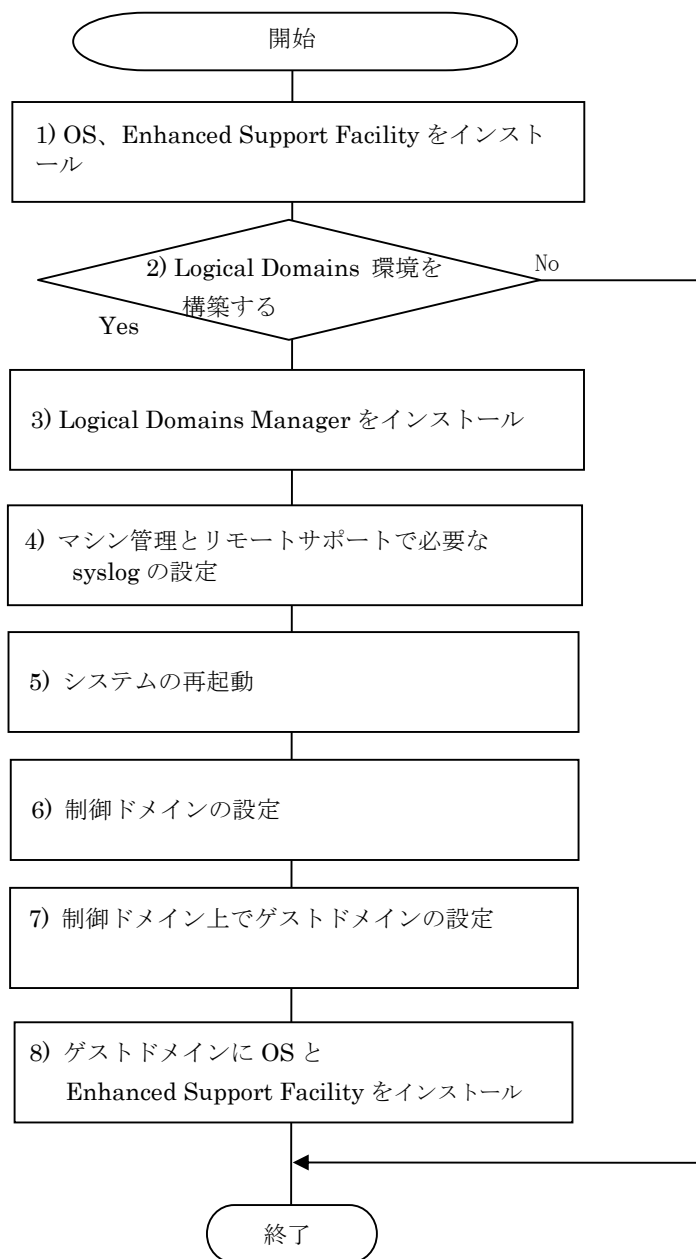 開始
1) OS、Enhanced Support Facility をインスト
ール
2) Logical Domains 環境を
構築する
No
Yes
3) Logical Domains Manager をインストール
4) マシン管理とリモートサポートで必要な
syslog の設定
5) システムの再起動
6) 制御ドメインの設定
7) 制御ドメイン上でゲストドメインの設定
8) ゲストドメインに OS と
Enhanced Support Facility をインストール
終了